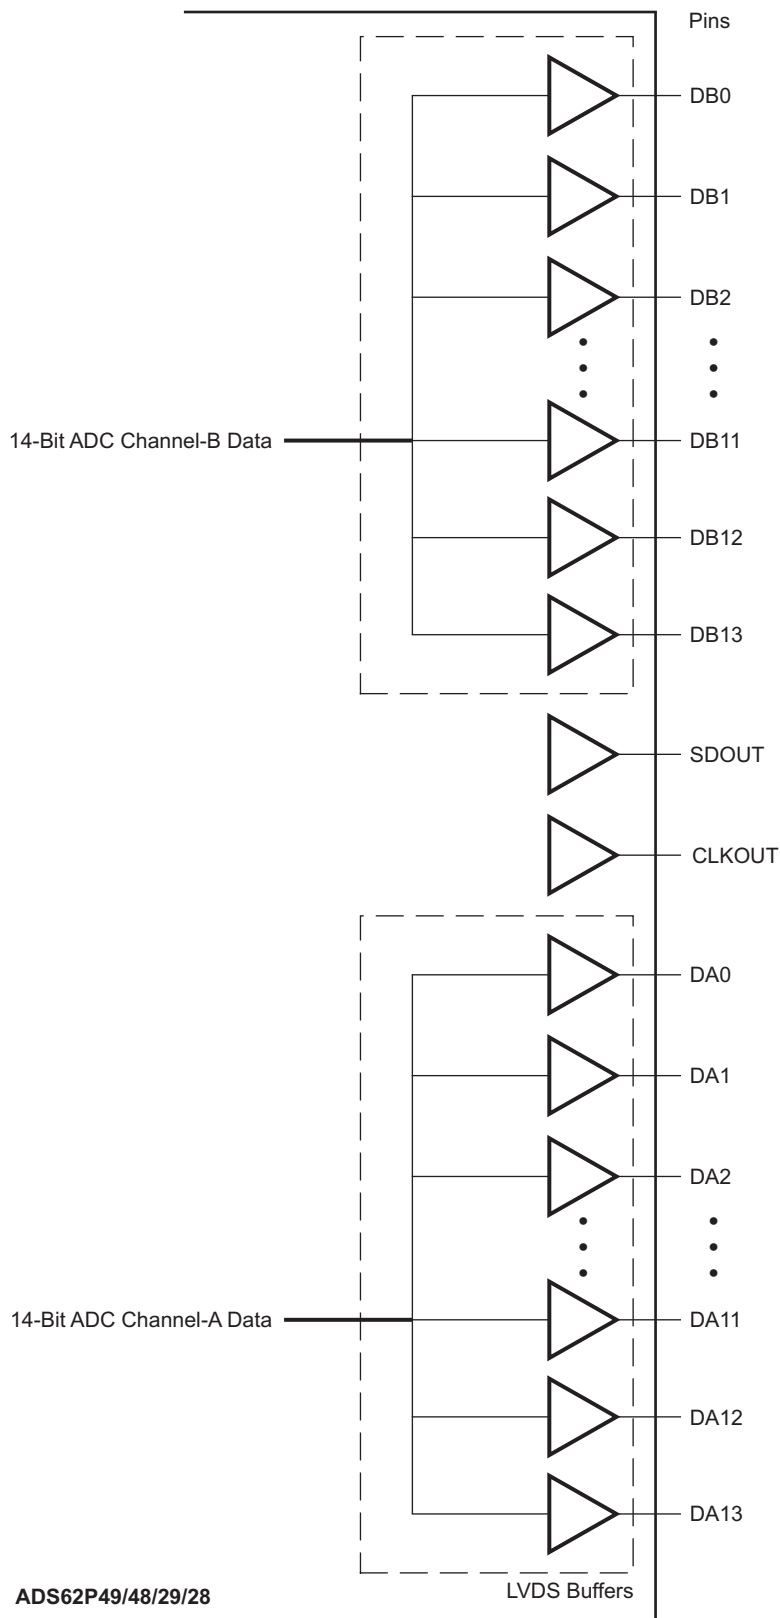 Pins
DB0
DB1
DB2
DB11
14-Bit ADC Channel-B Data
DB12
DB13
SDOUT
CLKOUT
DA0
DA1
DA2
14-Bit ADC Channel-A Data
DA11
DA12
DA13
LVDS Buffers
ADS62P49/48/29/28